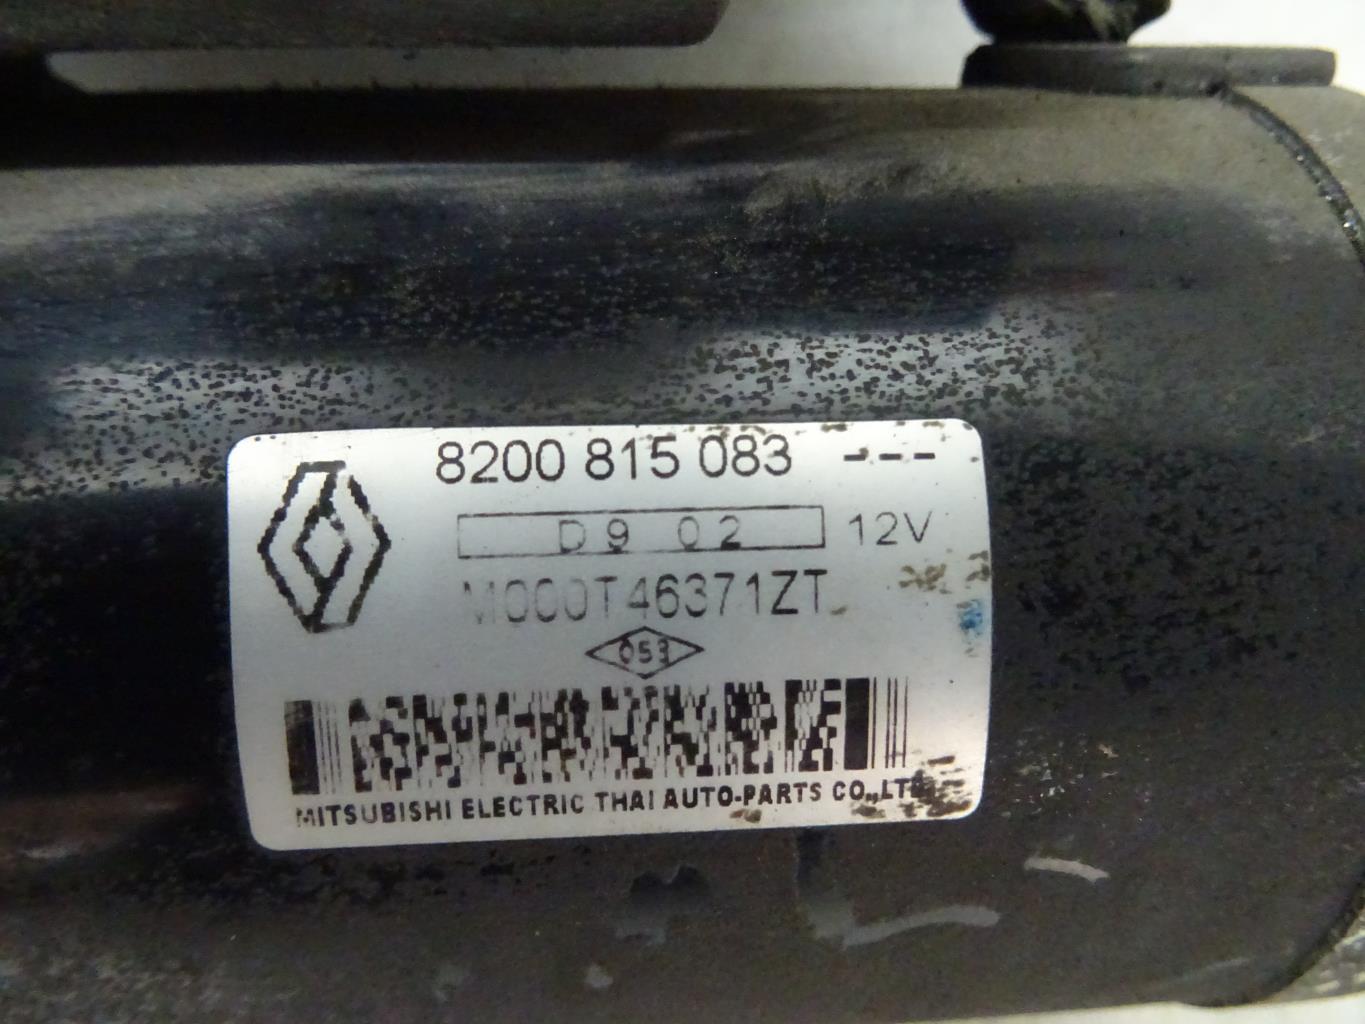 8200 815 083 ---
D9 02 12V
M000T46371ZT
053
MITSUBISHI ELECTRIC THAI AUTO-PARTS CO.,LTD.